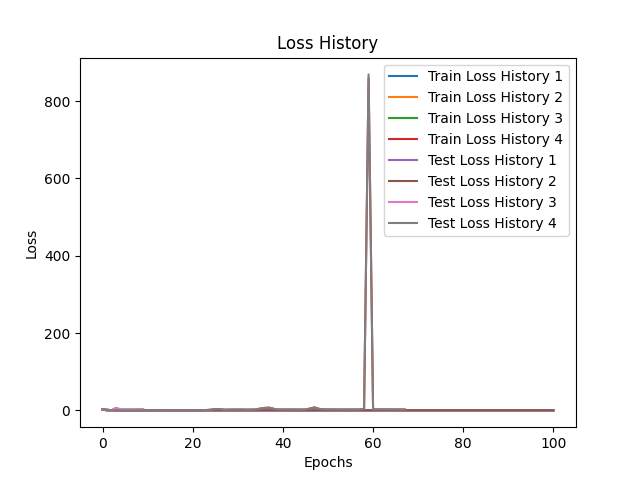 Loss History
Train Loss History 1
Train Loss History 2
Train Loss History 3
Train Loss History 4
Test Loss History 1
Test Loss History 2
Test Loss History 3
Test Loss History 4
Loss
800
600
400
200
0
0 20 40 60 80 100
Epochs